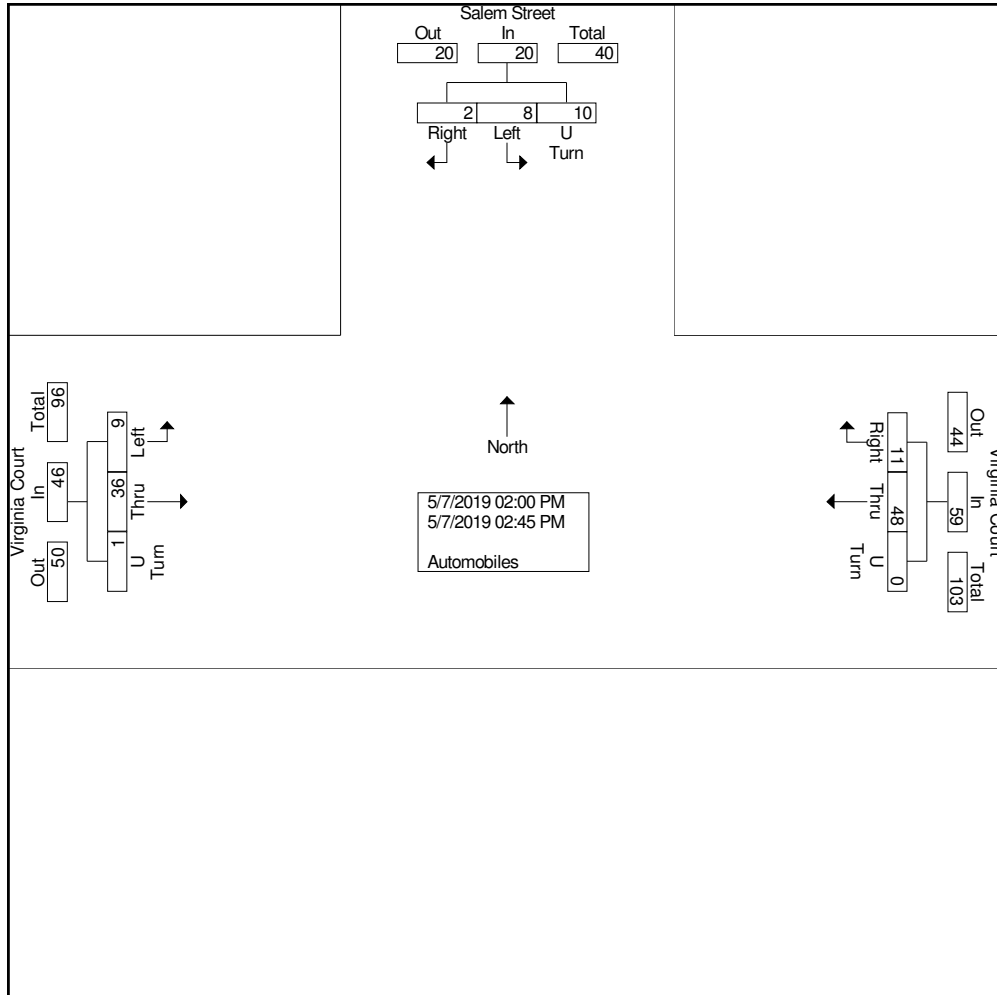 Salem Street
Out In Total
20 20 40
2 8 10
Right Left U Turn
North
5/7/2019 02:00 PM
5/7/2019 02:45 PM
Automobiles
Virginia Court
Out In Total
50 46 96
9 36 1
Left Thru U Turn
Virginia Court
Out In Total
44 59 103
11 48 0
Right Thru U Turn